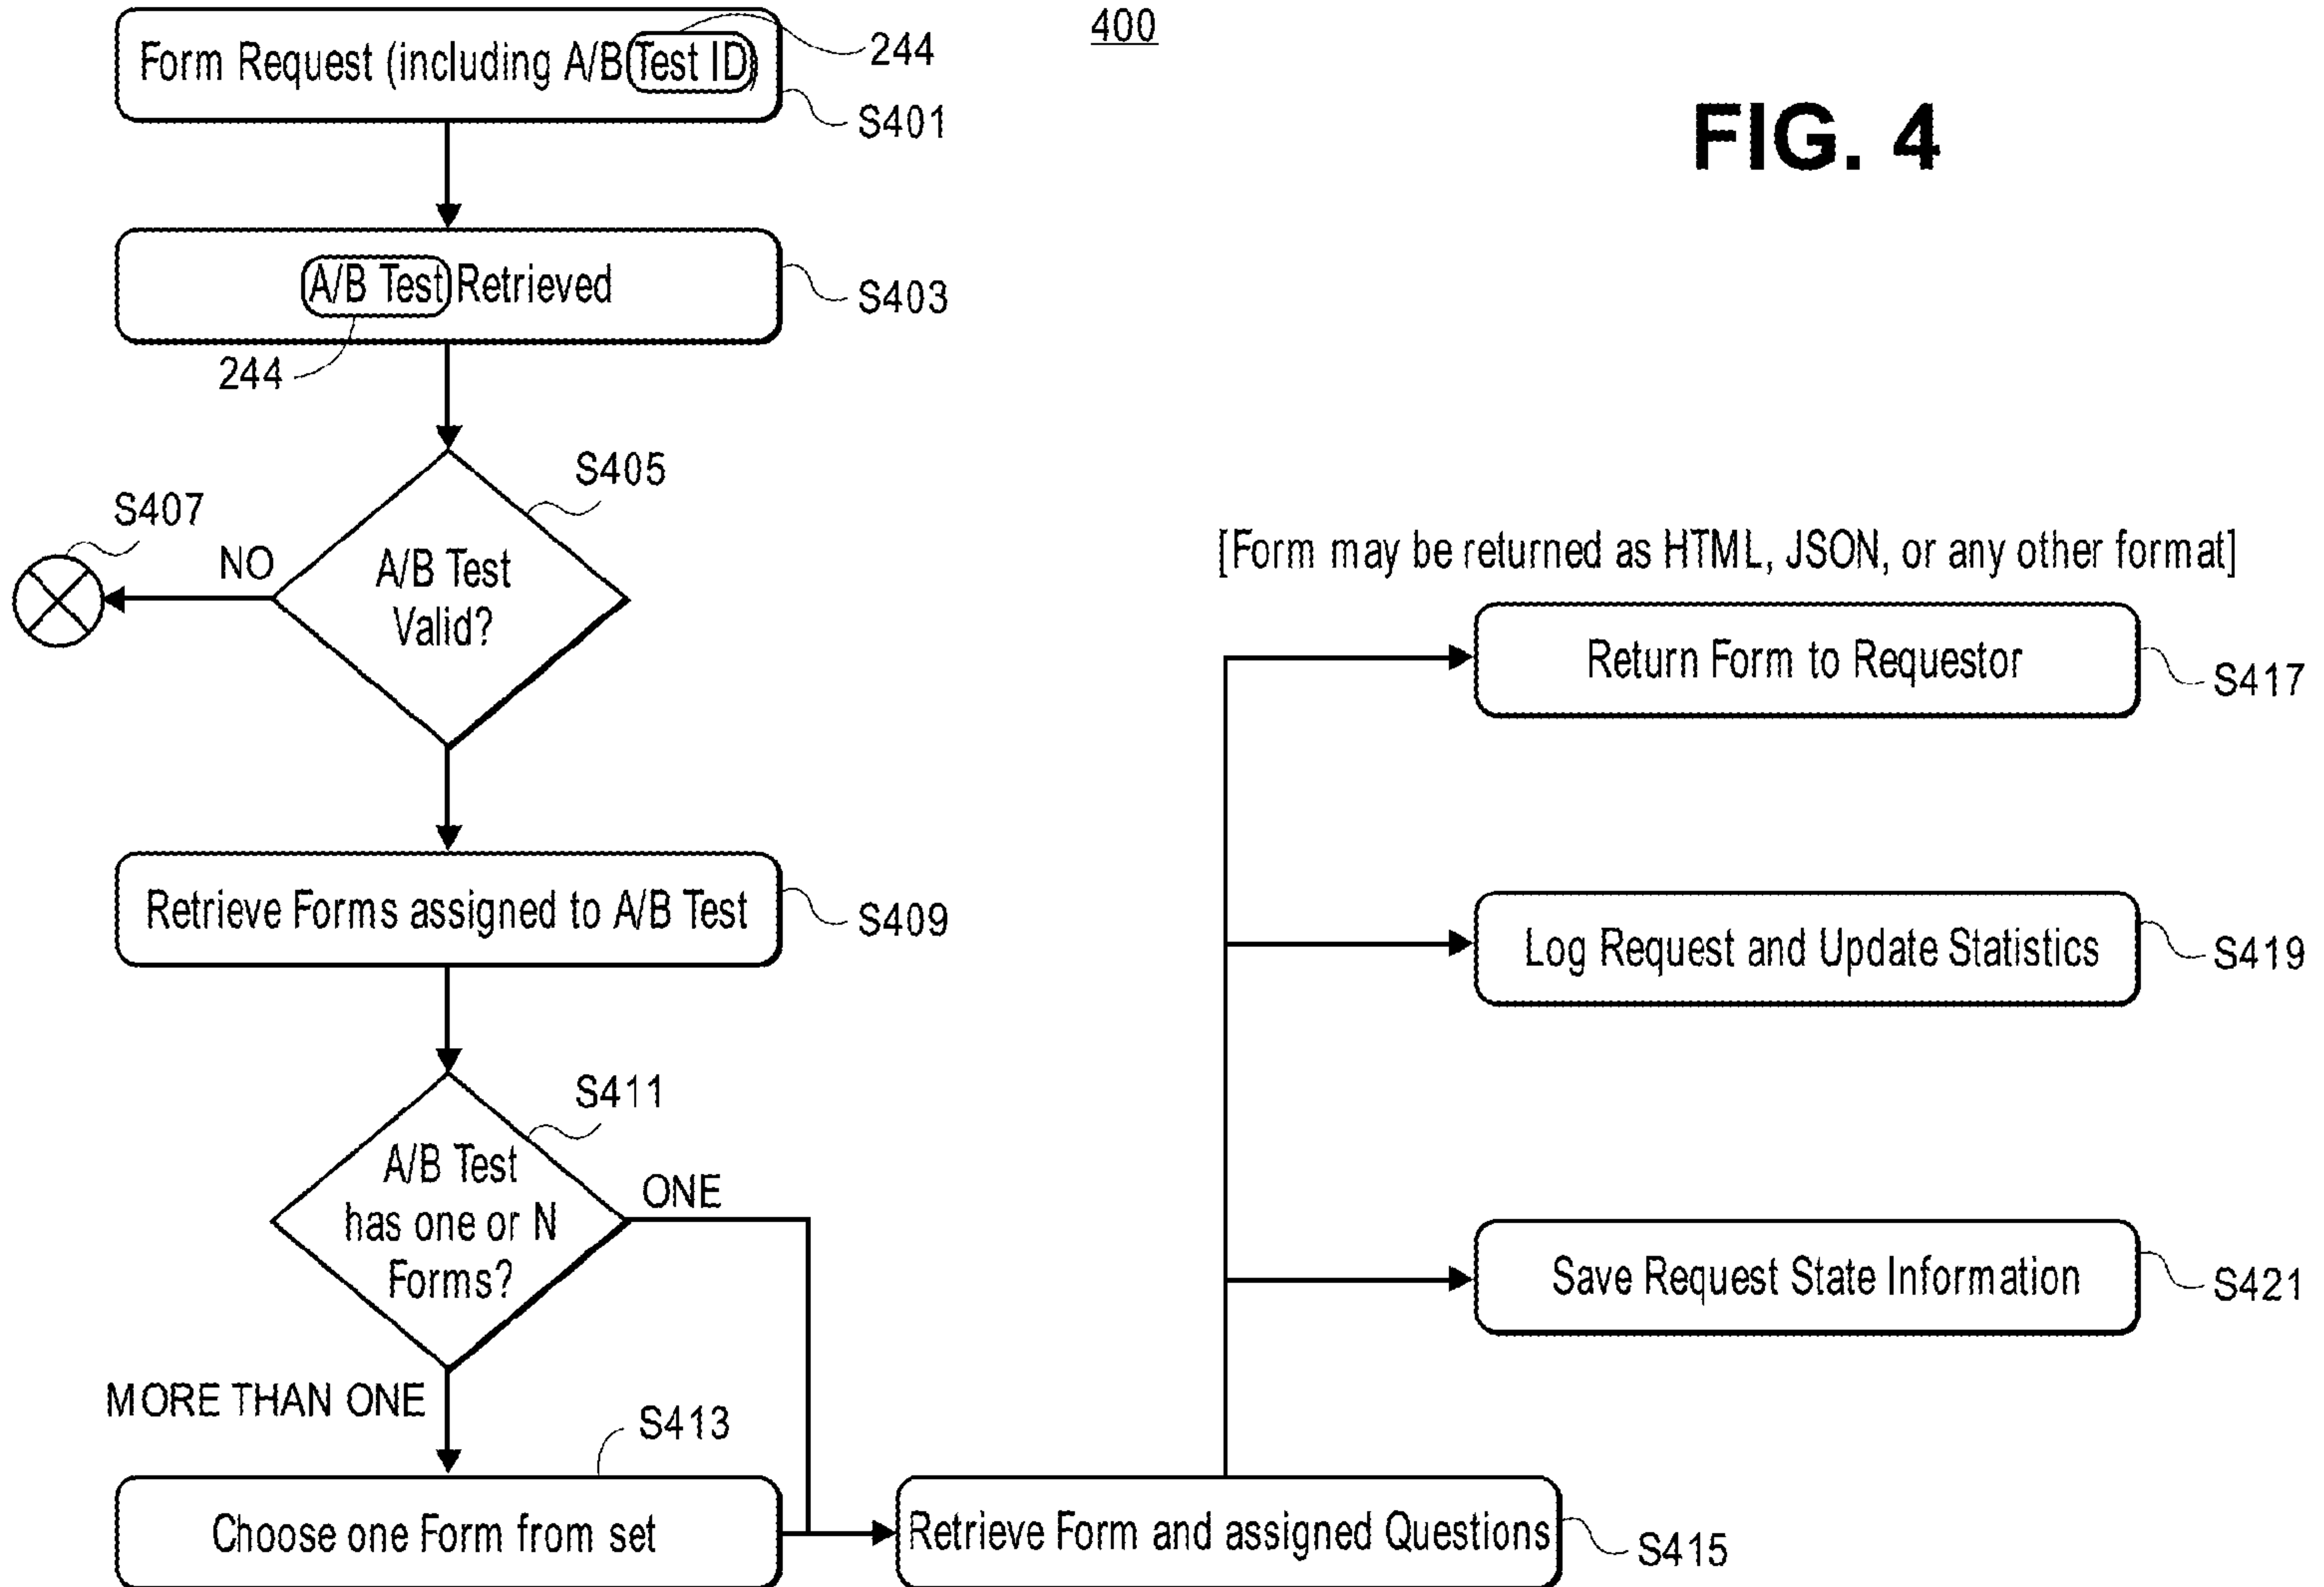 400
FIG. 4
Form Request (including A/B Test ID)
244
S401
A/B Test Retrieved
S403
244
S405
A/B Test
Valid?
NO
S407
Retrieve Forms assigned to A/B Test
S409
S411
A/B Test
has one or N
Forms?
ONE
MORE THAN ONE
S413
Choose one Form from set
Retrieve Form and assigned Questions
S415
[Form may be returned as HTML, JSON, or any other format]
Return Form to Requestor
S417
Log Request and Update Statistics
S419
Save Request State Information
S421